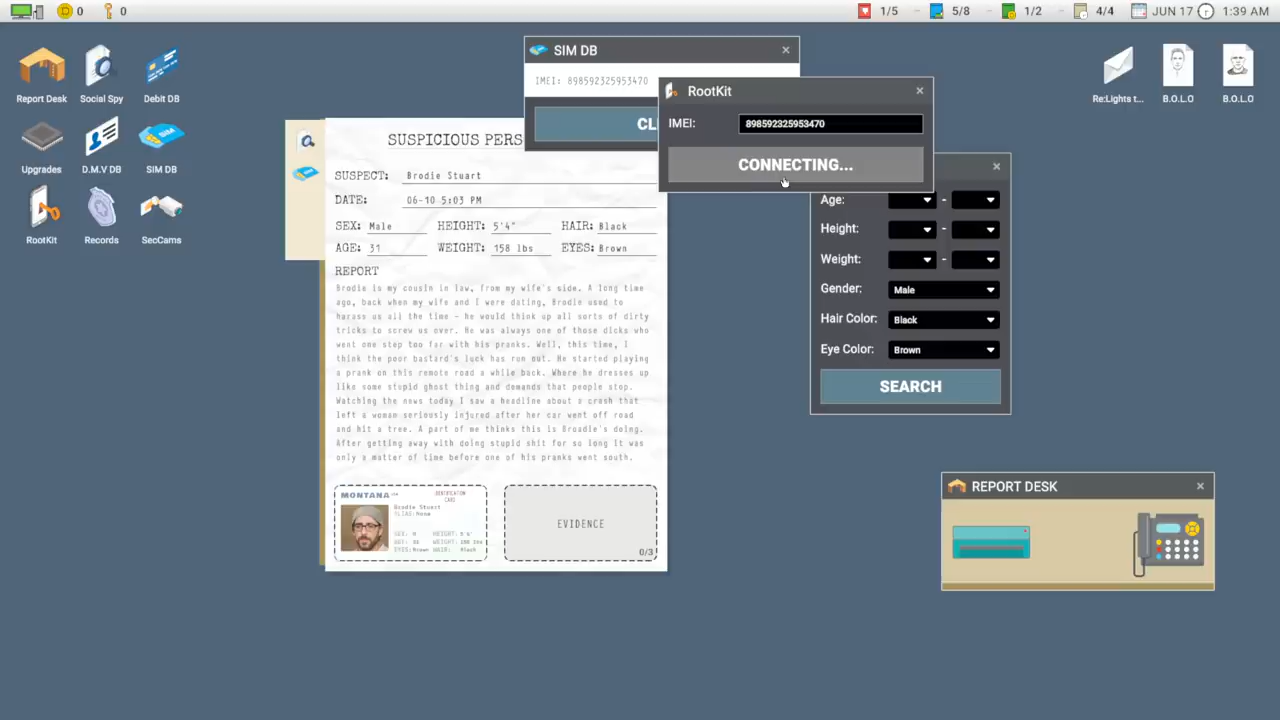 0
0
1/5
5/8
1/2
4/4
JUN 17
1:39 AM
Report Desk
Social Spy
Debit DB
Upgrades
D.M.V DB
SIM DB
RootKit
Records
SecCams
Re:Lights t...
B.O.L.O
B.O.L.O
SIM DB
IMEI: 898592325953470
CL
RootKit
IMEI: 898592325953470
CONNECTING...
Age: -
Height: -
Weight: -
Gender: Male
Hair Color: Black
Eye Color: Brown
SEARCH
SUSPICIOUS PERS
SUSPECT: Brodie Stuart
DATE: 06-10 5:03 PM
SEX: Male HEIGHT: 5'4" HAIR: Black
AGE: 31 WEIGHT: 158 lbs EYES: Brown
REPORT
Brodie is my cousin in law, from my wife's side. A long time
ago, back when my wife and I were dating, Brodie used to
harass us all the time - he would think up all sorts of dirty
tricks to screw us over. He was always one of those dicks who
went one step too far with his pranks. Well, this time, I
think the poor bastard's luck has run out. He started playing
a prank on this remote road a while back. Where he dresses up
like some stupid ghost thing and demands that people stop.
Watching the news today I saw a headline about a crash that
left a woman seriously injured after her car went off road
and hit a tree. A part of me thinks this is Broadie's doing.
After getting away with doing stupid shit for so long it was
only a matter of time before one of his pranks went south.
MONTANA
IDENTIFICATION
CARD
Brodie Stuart
EVIDENCE
0/3
REPORT DESK